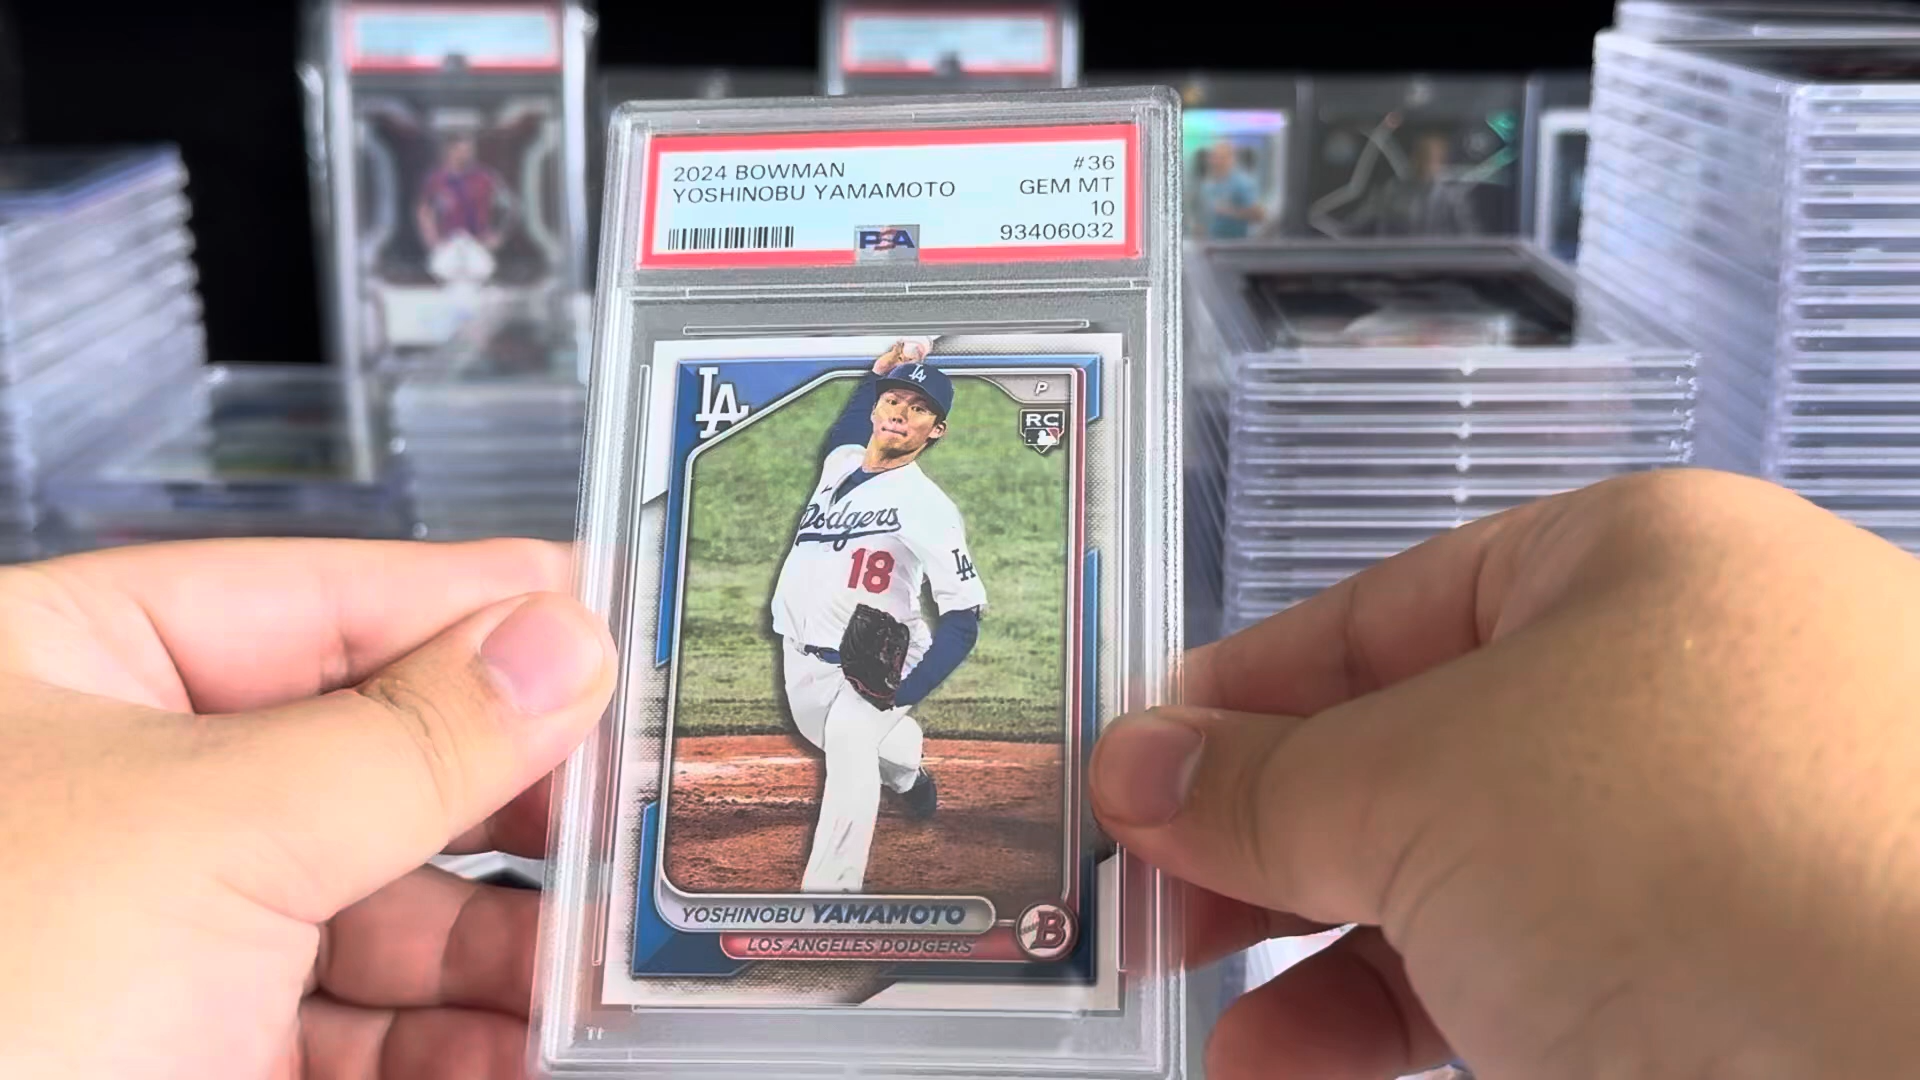 2024 BOWMAN #36
YOSHINOBU YAMAMOTO GEM MT
10
PSA 93406032
LA
P
RC
LA
Dodgers
18
LA
YOSHINOBU YAMAMOTO
LOS ANGELES DODGERS
B